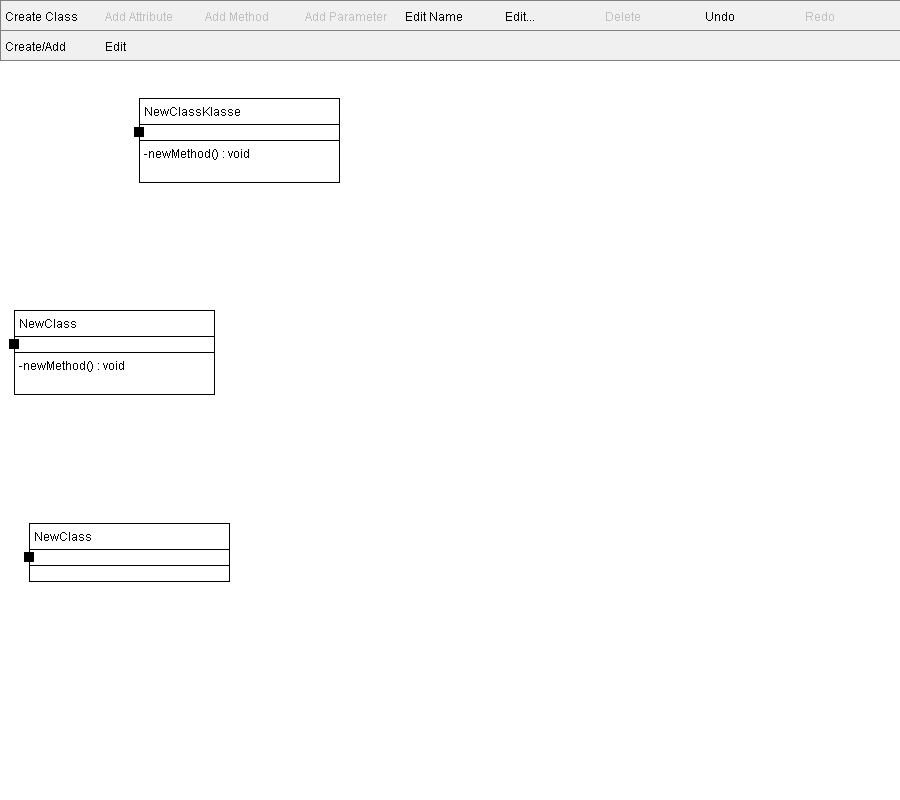 Create Class Add Attribute Add Method Add Parameter Edit Name Edit... Delete Undo Redo
Create/Add Edit
NewClassKlasse
-newMethod() : void
NewClass
-newMethod() : void
NewClass